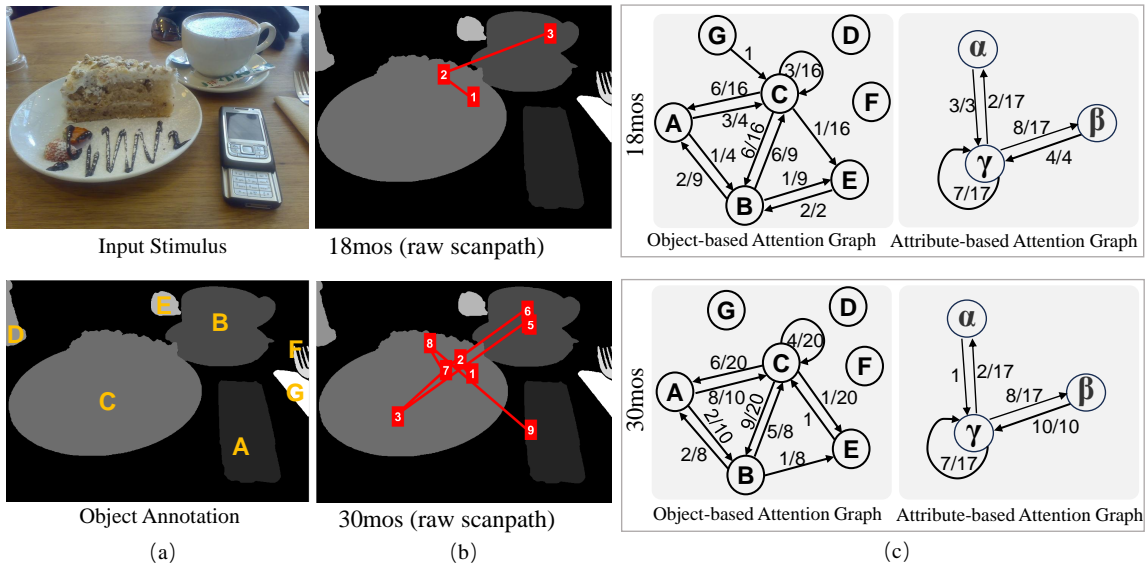 3
2
1
Input Stimulus
18mos (raw scanpath)
18mos
G
D
1
3/16
C
F
6/16
A
3/4
1/16
1/4
6/16
6/9
E
2/9
1/9
B
2/2
Object-based Attention Graph
α
3/3
2/17
β
8/17
γ
4/4
7/17
Attribute-based Attention Graph
D
E
B
F
G
C
A
Object Annotation
(a)
6
5
8
2
7
1
3
9
30mos (raw scanpath)
(b)
30mos
G
D
4/20
C
F
6/20
A
8/10
1/20
2/10
9/20
5/8
1
E
2/8
1/8
B
Object-based Attention Graph
α
1
2/17
β
8/17
γ
10/10
7/17
Attribute-based Attention Graph
(c)